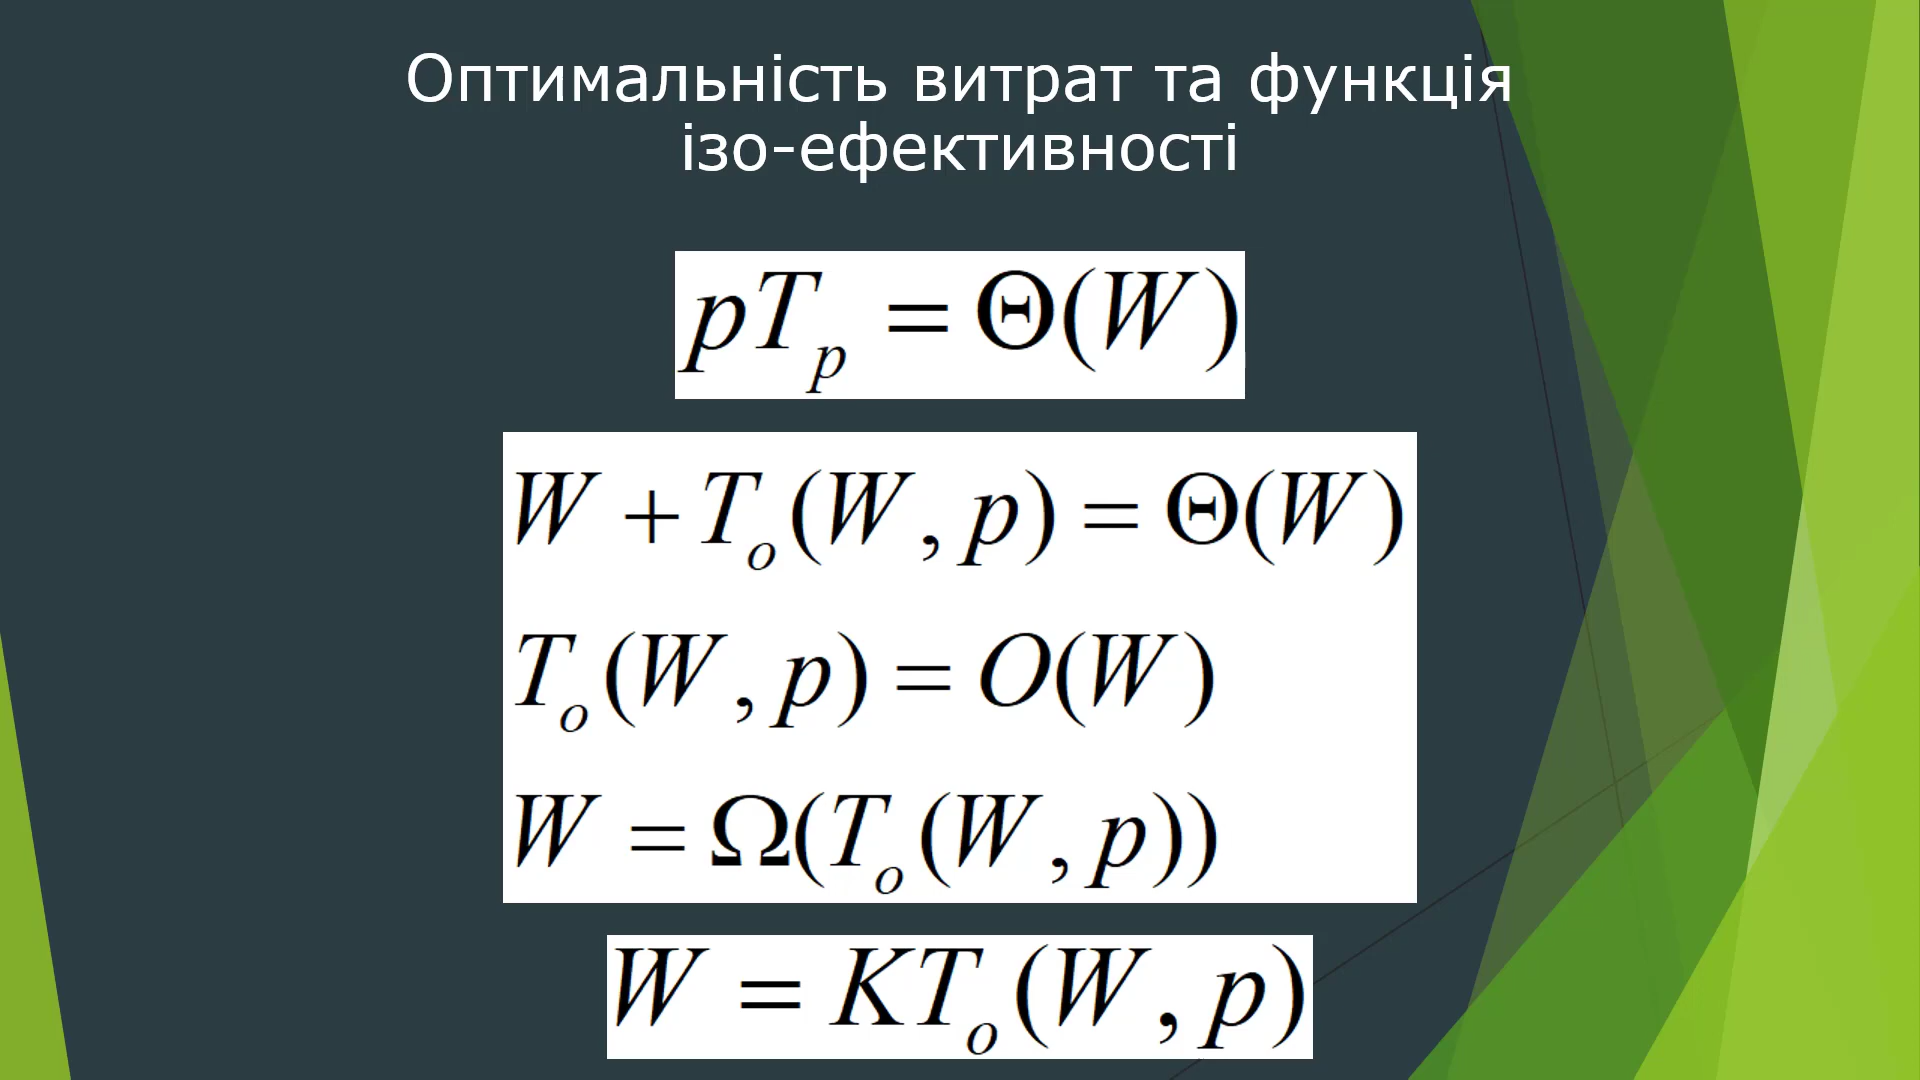 Оптимальність витрат та функція
ізо-ефективності
pT_p = Θ(W)
W + T_o(W, p) = Θ(W)
T_o(W, p) = O(W)
W = Ω(T_o(W, p))
W = KT_o(W, p)